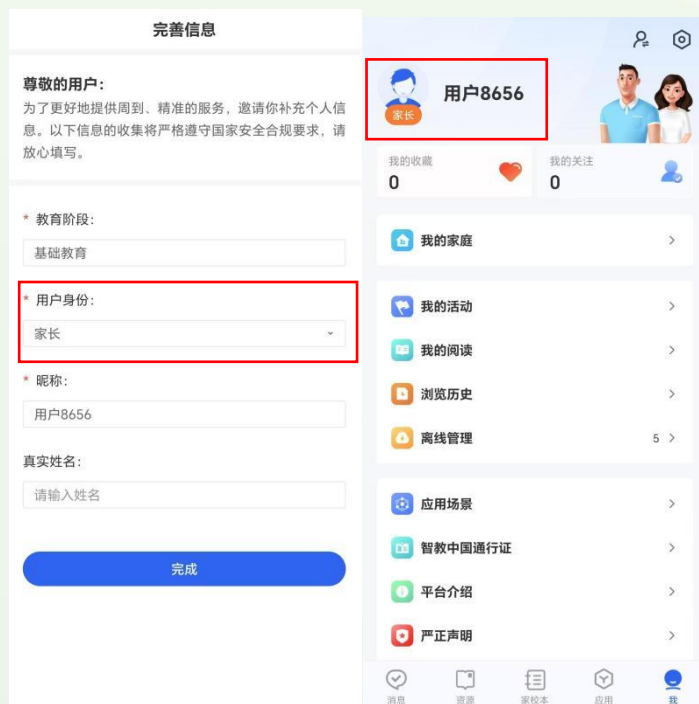 完善信息
尊敬的用户：
为了更好地提供周到、精准的服务，邀请你补充个人信
息。以下信息的收集将严格遵守国家安全合规要求，请
放心填写。
* 教育阶段：
基础教育
* 用户身份：
家长
* 昵称：
用户8656
真实姓名：
请输入姓名
完成
用户8656
家长
我的收藏
0
我的关注
0
我的家庭
我的活动
我的阅读
浏览历史
离线管理
5
应用场景
智教中国通行证
平台介绍
严正声明
消息
资源
家校本
应用
我